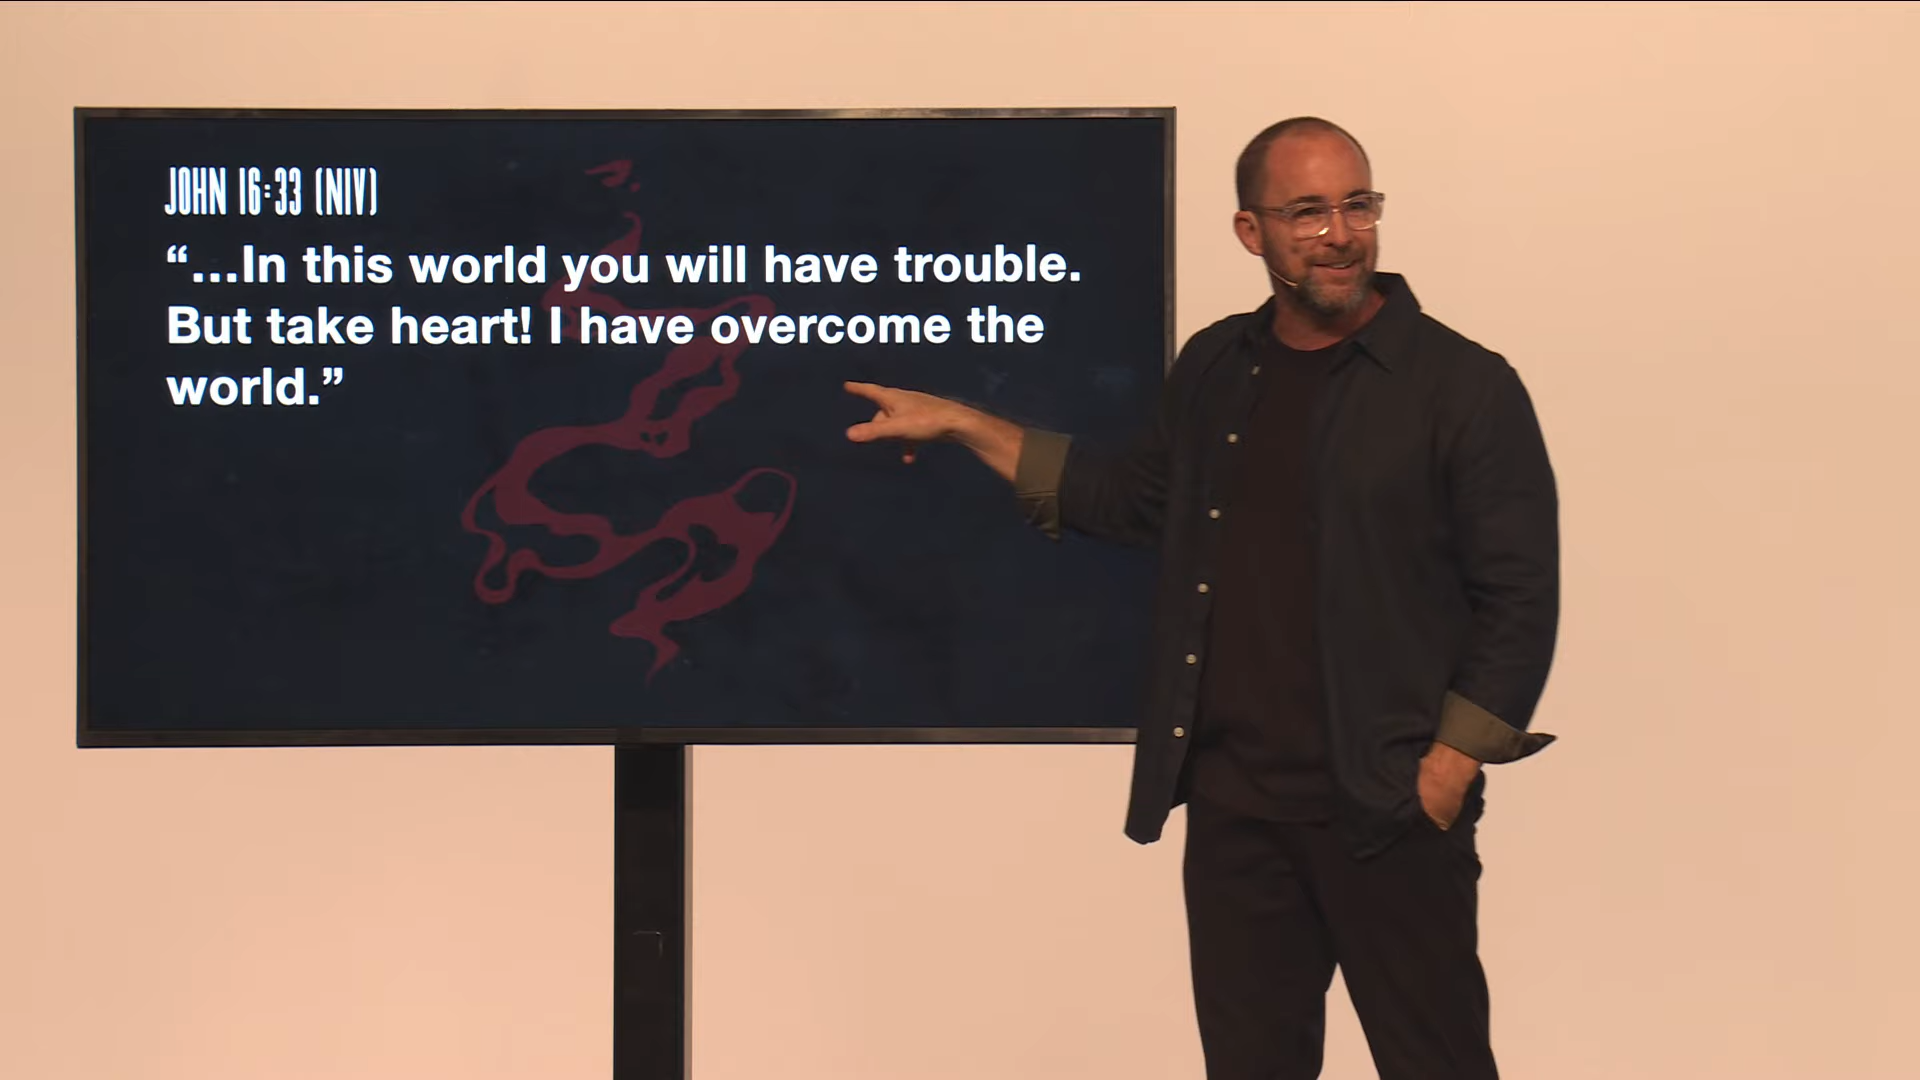 JOHN 16:33 (NIV)
“...In this world you will have trouble.
But take heart! I have overcome the
world.”